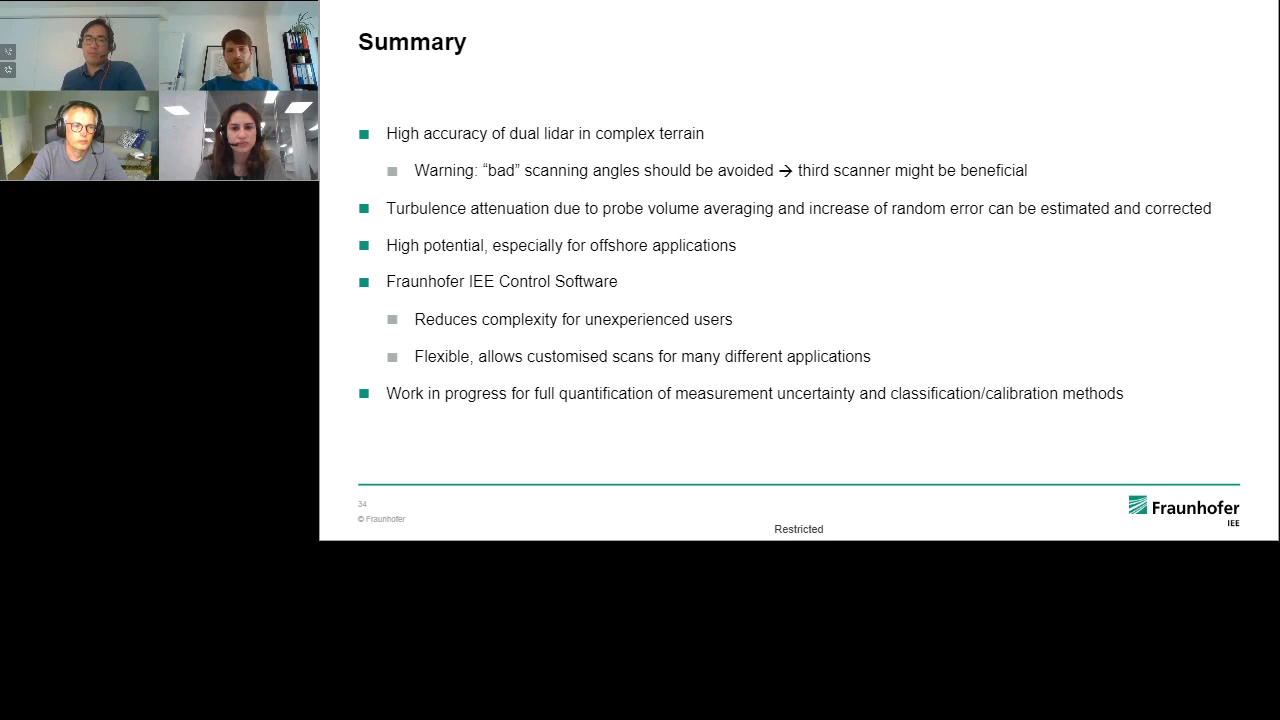 Summary
High accuracy of dual lidar in complex terrain
Warning: “bad” scanning angles should be avoided → third scanner might be beneficial
Turbulence attenuation due to probe volume averaging and increase of random error can be estimated and corrected
High potential, especially for offshore applications
Fraunhofer IEE Control Software
Reduces complexity for unexperienced users
Flexible, allows customised scans for many different applications
Work in progress for full quantification of measurement uncertainty and classification/calibration methods
34
© Fraunhofer
Restricted
Fraunhofer
IEE